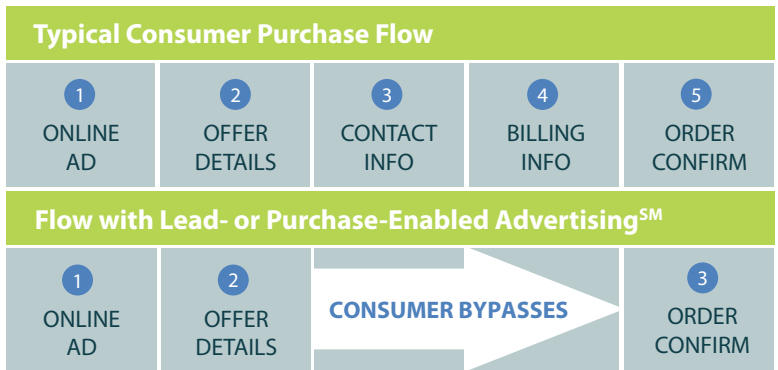 Typical Consumer Purchase Flow
1 2 3 4 5
ONLINE OFFER CONTACT BILLING ORDER
AD DETAILS INFO INFO CONFIRM
Flow with Lead- or Purchase-Enabled Advertising℠
1 2 3
ONLINE OFFER CONSUMER BYPASSES ORDER
AD DETAILS CONFIRM